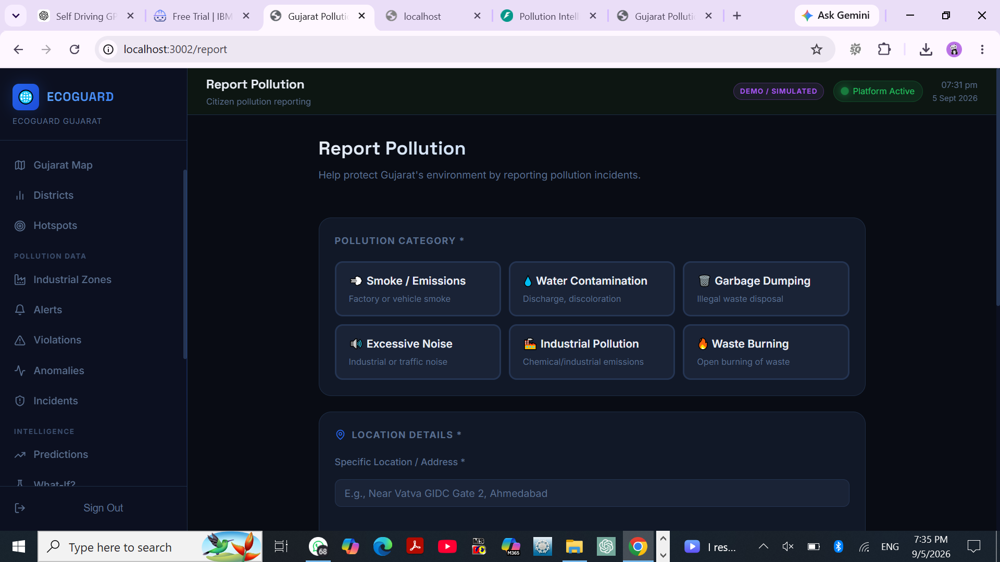 Self Driving GP
Free Trial | IBM
Gujarat Polluti
localhost
Pollution Intell
Gujarat Polluti
Ask Gemini
localhost:3002/report
ECOGUARD
ECOGUARD GUJARAT
Gujarat Map
Districts
Hotspots
POLLUTION DATA
Industrial Zones
Alerts
Violations
Anomalies
Incidents
INTELLIGENCE
Predictions
What-If?
Sign Out
Report Pollution
Citizen pollution reporting
DEMO / SIMULATED
Platform Active
07:31 pm
5 Sept 2026
Report Pollution
Help protect Gujarat's environment by reporting pollution incidents.
POLLUTION CATEGORY *
Smoke / Emissions
Factory or vehicle smoke
Water Contamination
Discharge, discoloration
Garbage Dumping
Illegal waste disposal
Excessive Noise
Industrial or traffic noise
Industrial Pollution
Chemical/industrial emissions
Waste Burning
Open burning of waste
LOCATION DETAILS *
Specific Location / Address *
E.g., Near Vatva GIDC Gate 2, Ahmedabad
Type here to search
68
MS
M365
I res...
ENG
7:35 PM
9/5/2026